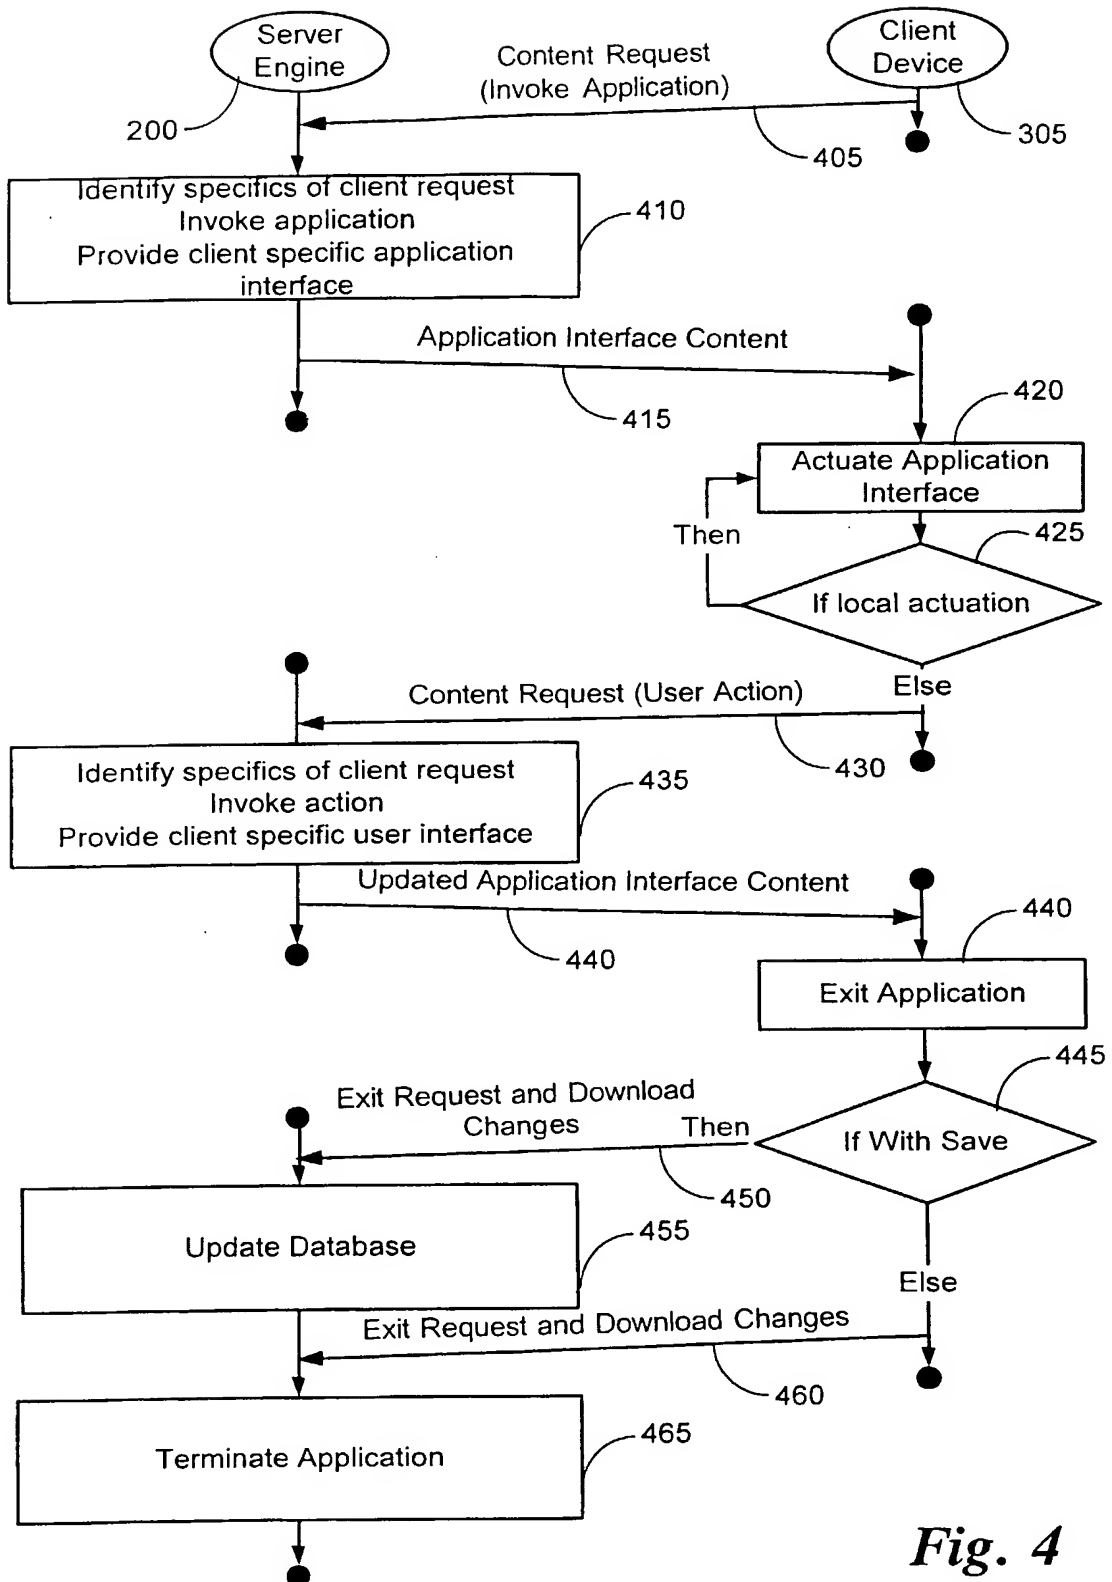 Server
Engine
Client
Device
Content Request
(Invoke Application)
200
305
405
Identify specifics of client request
Invoke application
Provide client specific application
interface
410
Application Interface Content
415
420
Actuate Application
Interface
Then
425
If local actuation
Else
Content Request (User Action)
430
Identify specifics of client request
Invoke action
Provide client specific user interface
435
Updated Application Interface Content
440
440
Exit Application
445
Exit Request and Download
Changes
Then
If With Save
450
Update Database
455
Else
Exit Request and Download Changes
460
Terminate Application
465
Fig. 4